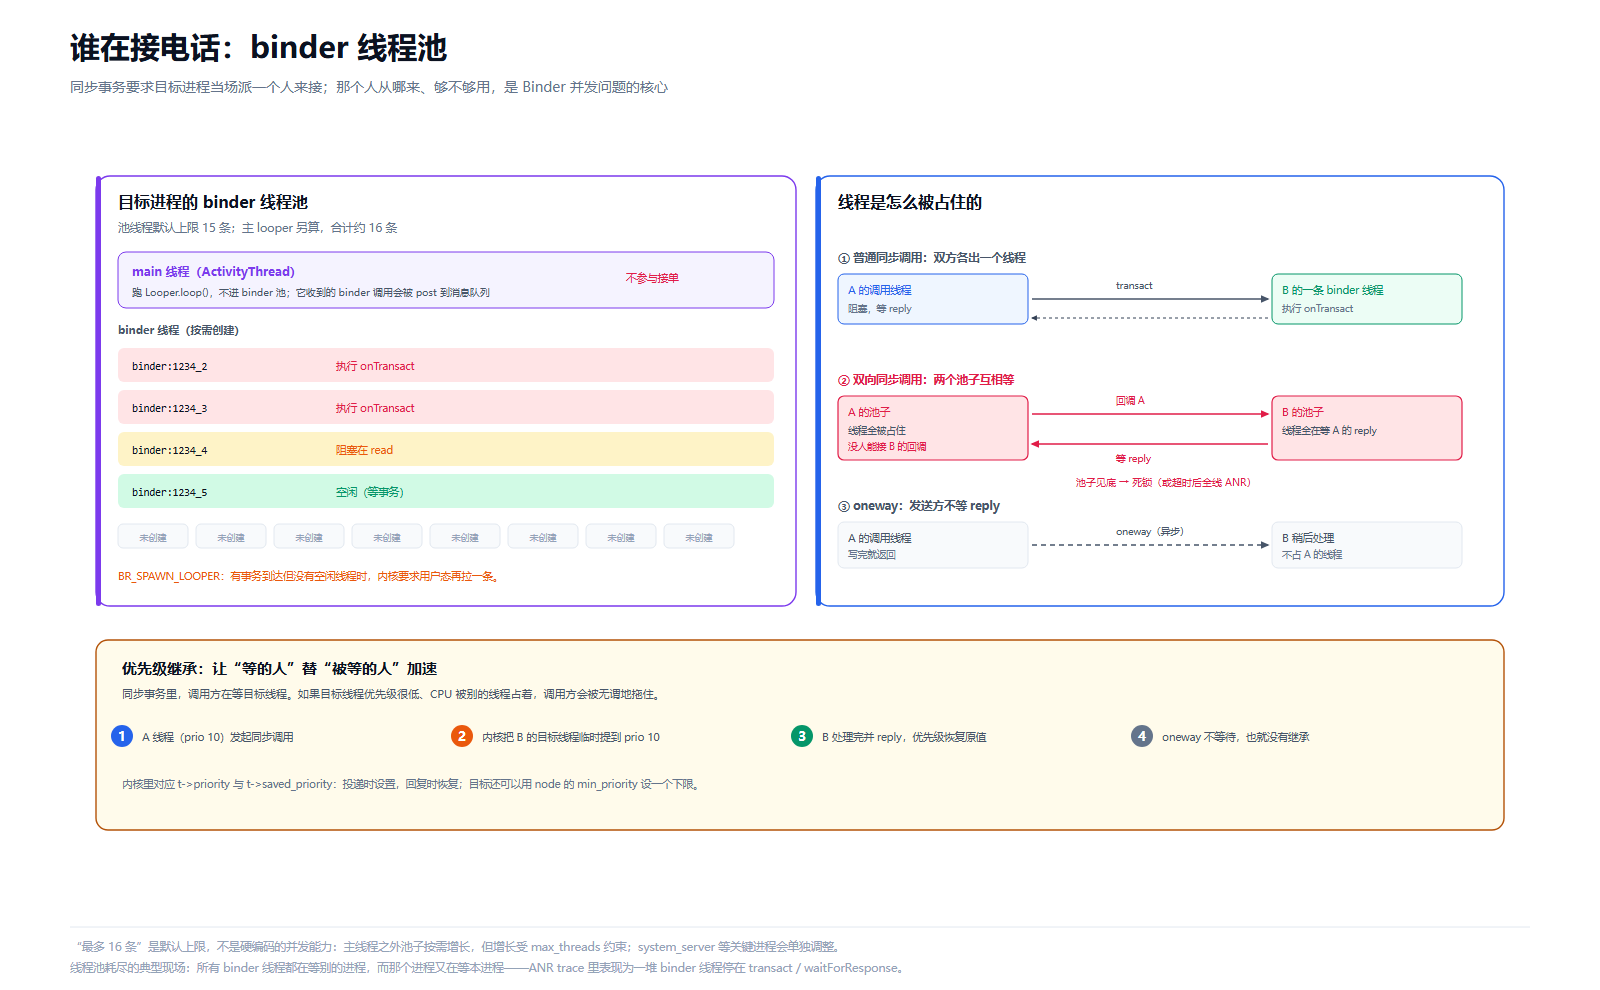 谁在接电话：binder 线程池
同步事务要求目标进程当场派一个人来接；那个人从哪来、够不够用，是 Binder 并发问题的核心
目标进程的 binder 线程池
池线程默认上限 15 条；主 looper 另算，合计约 16 条
main 线程（ActivityThread）
跑 Looper.loop()，不进 binder 池；它收到的 binder 调用会被 post 到消息队列
不参与接单
binder 线程（按需创建）
binder:1234_2
执行 onTransact
binder:1234_3
执行 onTransact
binder:1234_4
阻塞在 read
binder:1234_5
空闲（等事务）
未创建
未创建
未创建
未创建
未创建
未创建
未创建
未创建
BR_SPAWN_LOOPER：有事务到达但没有空闲线程时，内核要求用户态再拉一条。
线程是怎么被占住的
① 普通同步调用：双方各出一个线程
A 的调用线程
阻塞，等 reply
transact
B 的一条 binder 线程
执行 onTransact
② 双向同步调用：两个池子互相等
A 的池子
线程全被占住
没人能接 B 的回调
回调 A
等 reply
B 的池子
线程全在等 A 的 reply
池子见底 → 死锁（或超时后全线 ANR）
③ oneway：发送方不等 reply
A 的调用线程
写完就返回
oneway（异步）
B 稍后处理
不占 A 的线程
优先级继承：让“等的人”替“被等的人”加速
同步事务里，调用方在等目标线程。如果目标线程优先级很低、CPU 被别的线程占着，调用方会被无谓地拖住。
1 A 线程（prio 10）发起同步调用
2 内核把 B 的目标线程临时提到 prio 10
3 B 处理完并 reply，优先级恢复原值
4 oneway 不等待，也就没有继承
内核里对应 t->priority 与 t->saved_priority：投递时设置，回复时恢复；目标还可以用 node 的 min_priority 设一个下限。
“最多 16 条”是默认上限，不是硬编码的并发能力：主线程之外池子按需增长，但增长受 max_threads 约束；system_server 等关键进程会单独调整。
线程池耗尽的典型现场：所有 binder 线程都在等别的进程，而那个进程又在等本进程——ANR trace 里表现为一堆 binder 线程停在 transact / waitForResponse。